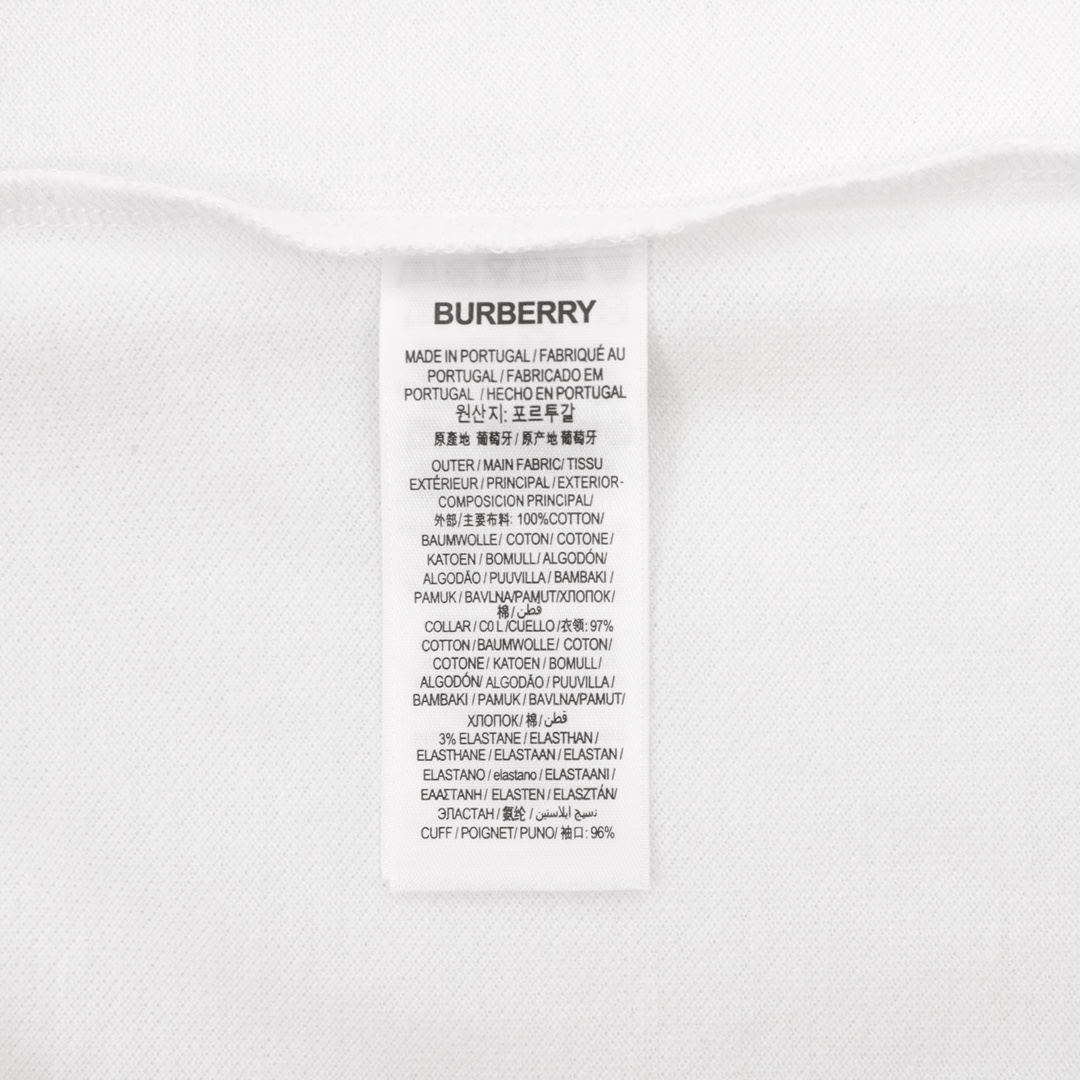 BURBERRY
MADE IN PORTUGAL / FABRIQUÉ AU
PORTUGAL / FABRICADO EM
PORTUGAL / HECHO EN PORTUGAL
원산지: 포르투갈
原產地 葡萄牙 / 原产地 葡萄牙
OUTER / MAIN FABRIC/ TISSU
EXTÉRIEUR / PRINCIPAL / EXTERIOR-
COMPOSICION PRINCIPAL/
外部/主要布料: 100%COTTON/
BAUMWOLLE/ COTON/ COTONE/
KATOEN / BOMULL/ ALGODÓN/
ALGODÃO / PUUVILLA / BAMBAKI /
PAMUK / BAVLNA/PAMUT/ХЛОПОК/
棉 / قطن
COLLAR / C0 L /CUELLO /衣领: 97%
COTTON / BAUMWOLLE/ COTON/
COTONE/ KATOEN / BOMULL/
ALGODÓN/ ALGODÃO / PUUVILLA /
BAMBAKI / PAMUK / BAVLNA/PAMUT/
ХЛОПОК/ 棉/ قطن
3% ELASTANE / ELASTHAN /
ELASTHANE / ELASTAAN / ELASTAN /
ELASTANO / elastano / ELASTAANI /
ΕΑΑΣΤΑΝΗ / ELASTEN / ELASZTÁN/
ЭЛАСТАН / 氨纶 / نسيج ايلاستين
CUFF / POIGNET/ PUNO/ 袖口: 96%